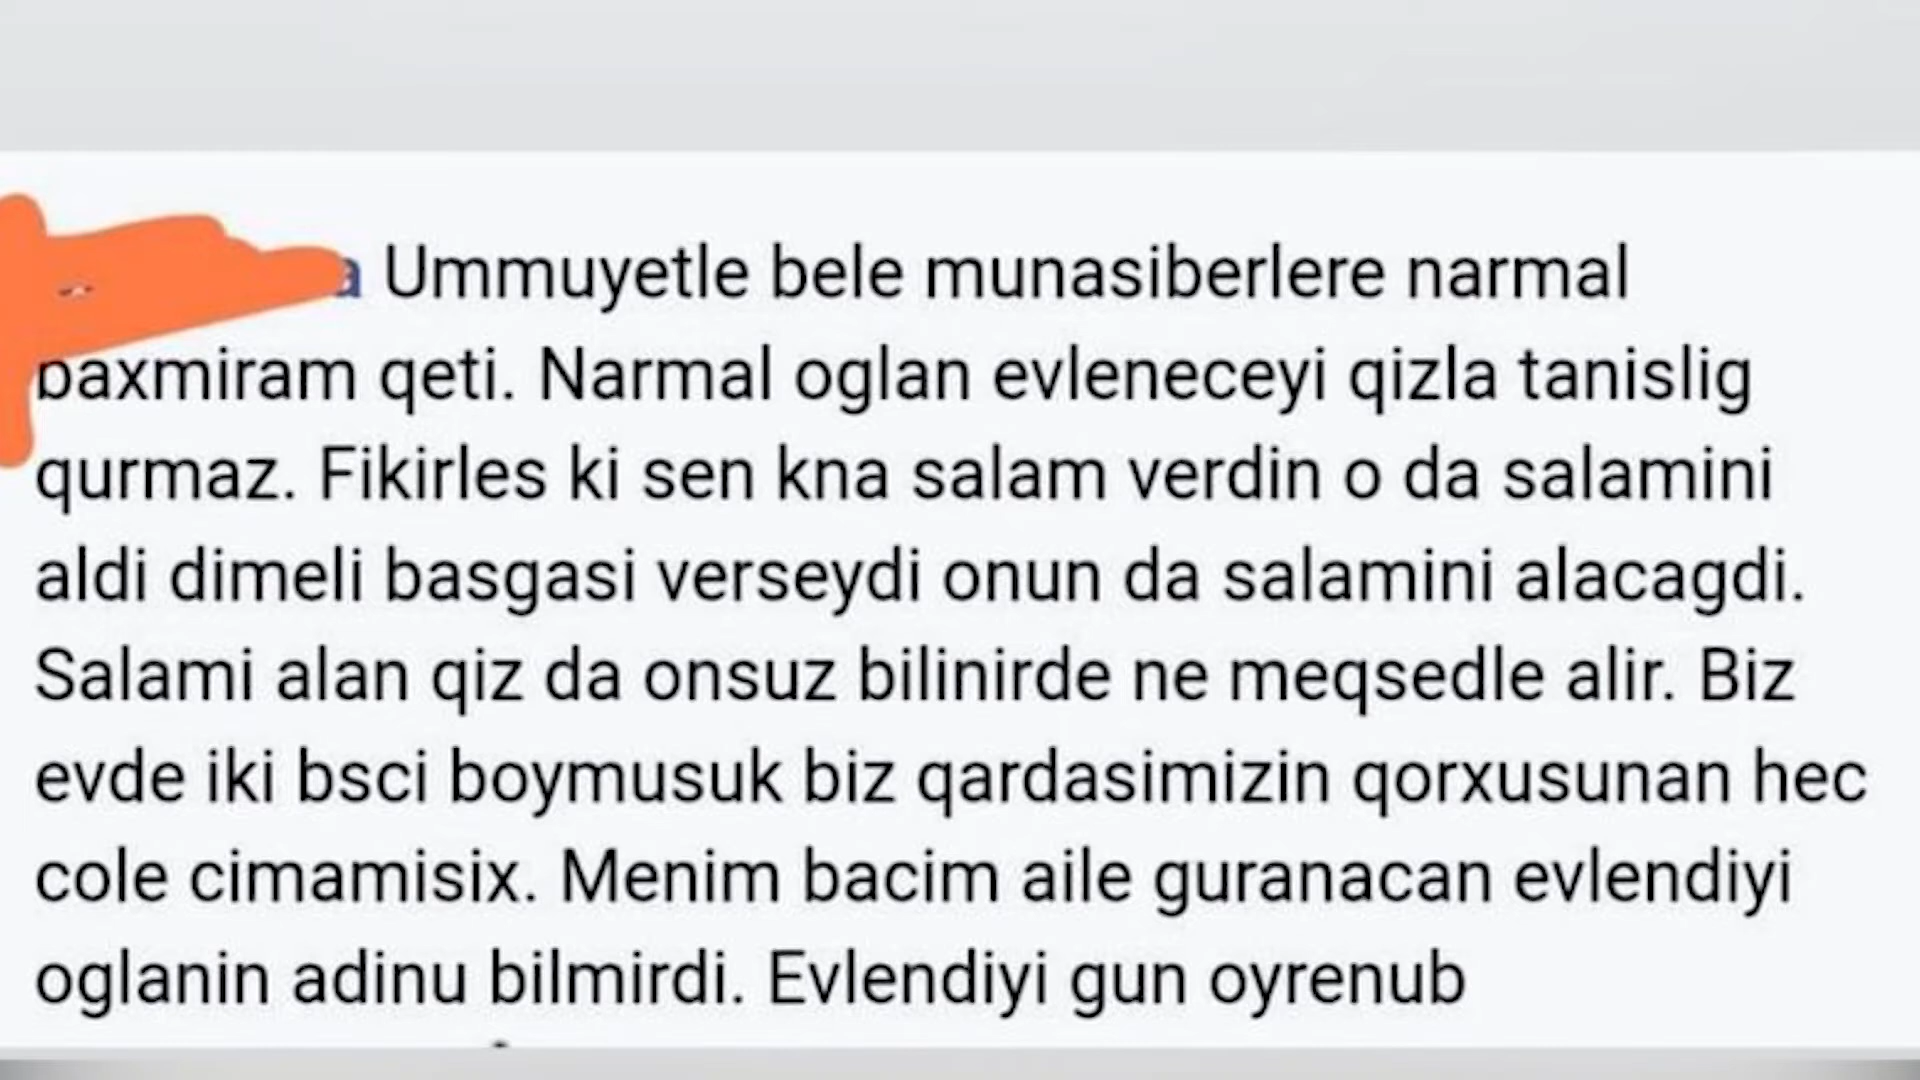 Ummuyetle bele munasiberlere narmal
baxmiram qeti. Narmal oglan evleneceyi qizla tanislig
qurmaz. Fikirles ki sen kna salam verdin o da salamini
aldi dimeli basgasi verseydi onun da salamini alacagdi.
Salami alan qiz da onsuz bilinirde ne meqsedle alir. Biz
evde iki bsci boymusuk biz qardasimizin qorxusunan hec
cole cimamisix. Menim bacim aile guranacan evlendiyi
oglanin adinu bilmirdi. Evlendiyi gun oyrenub